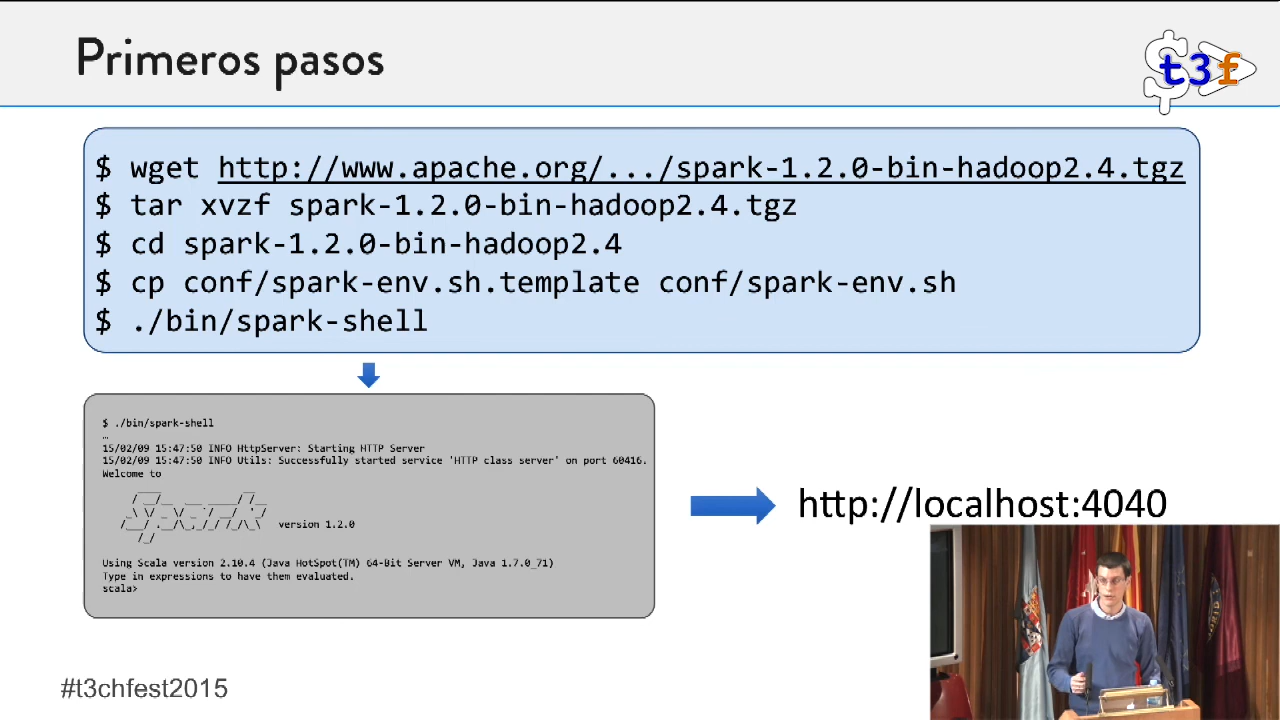 Primeros pasos
t3f
$ wget http://www.apache.org/.../spark-1.2.0-bin-hadoop2.4.tgz
$ tar xvzf spark-1.2.0-bin-hadoop2.4.tgz
$ cd spark-1.2.0-bin-hadoop2.4
$ cp conf/spark-env.sh.template conf/spark-env.sh
$ ./bin/spark-shell
$ ./bin/spark-shell
…
15/02/09 15:47:50 INFO HttpServer: Starting HTTP Server
15/02/09 15:47:50 INFO Utils: Successfully started service 'HTTP class server' on port 60416.
Welcome to
Spark version 1.2.0
Using Scala version 2.10.4 (Java HotSpot(TM) 64-Bit Server VM, Java 1.7.0_71)
Type in expressions to have them evaluated.
scala>
http://localhost:4040
#t3chfest2015